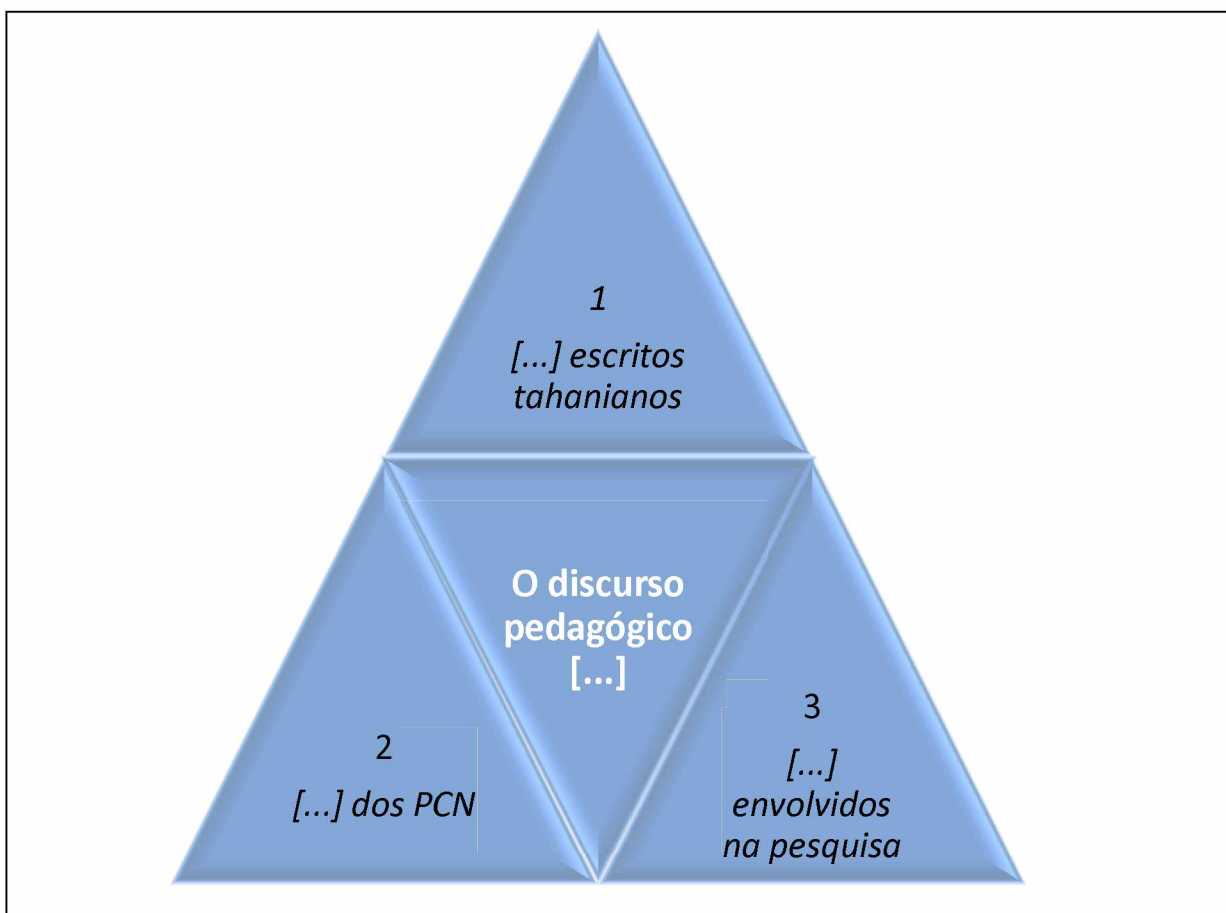 1
[...] escritos
tahanianos
O discurso
pedagógico
[...]
2
[...] dos PCN
3
[...]
envolvidos
na pesquisa